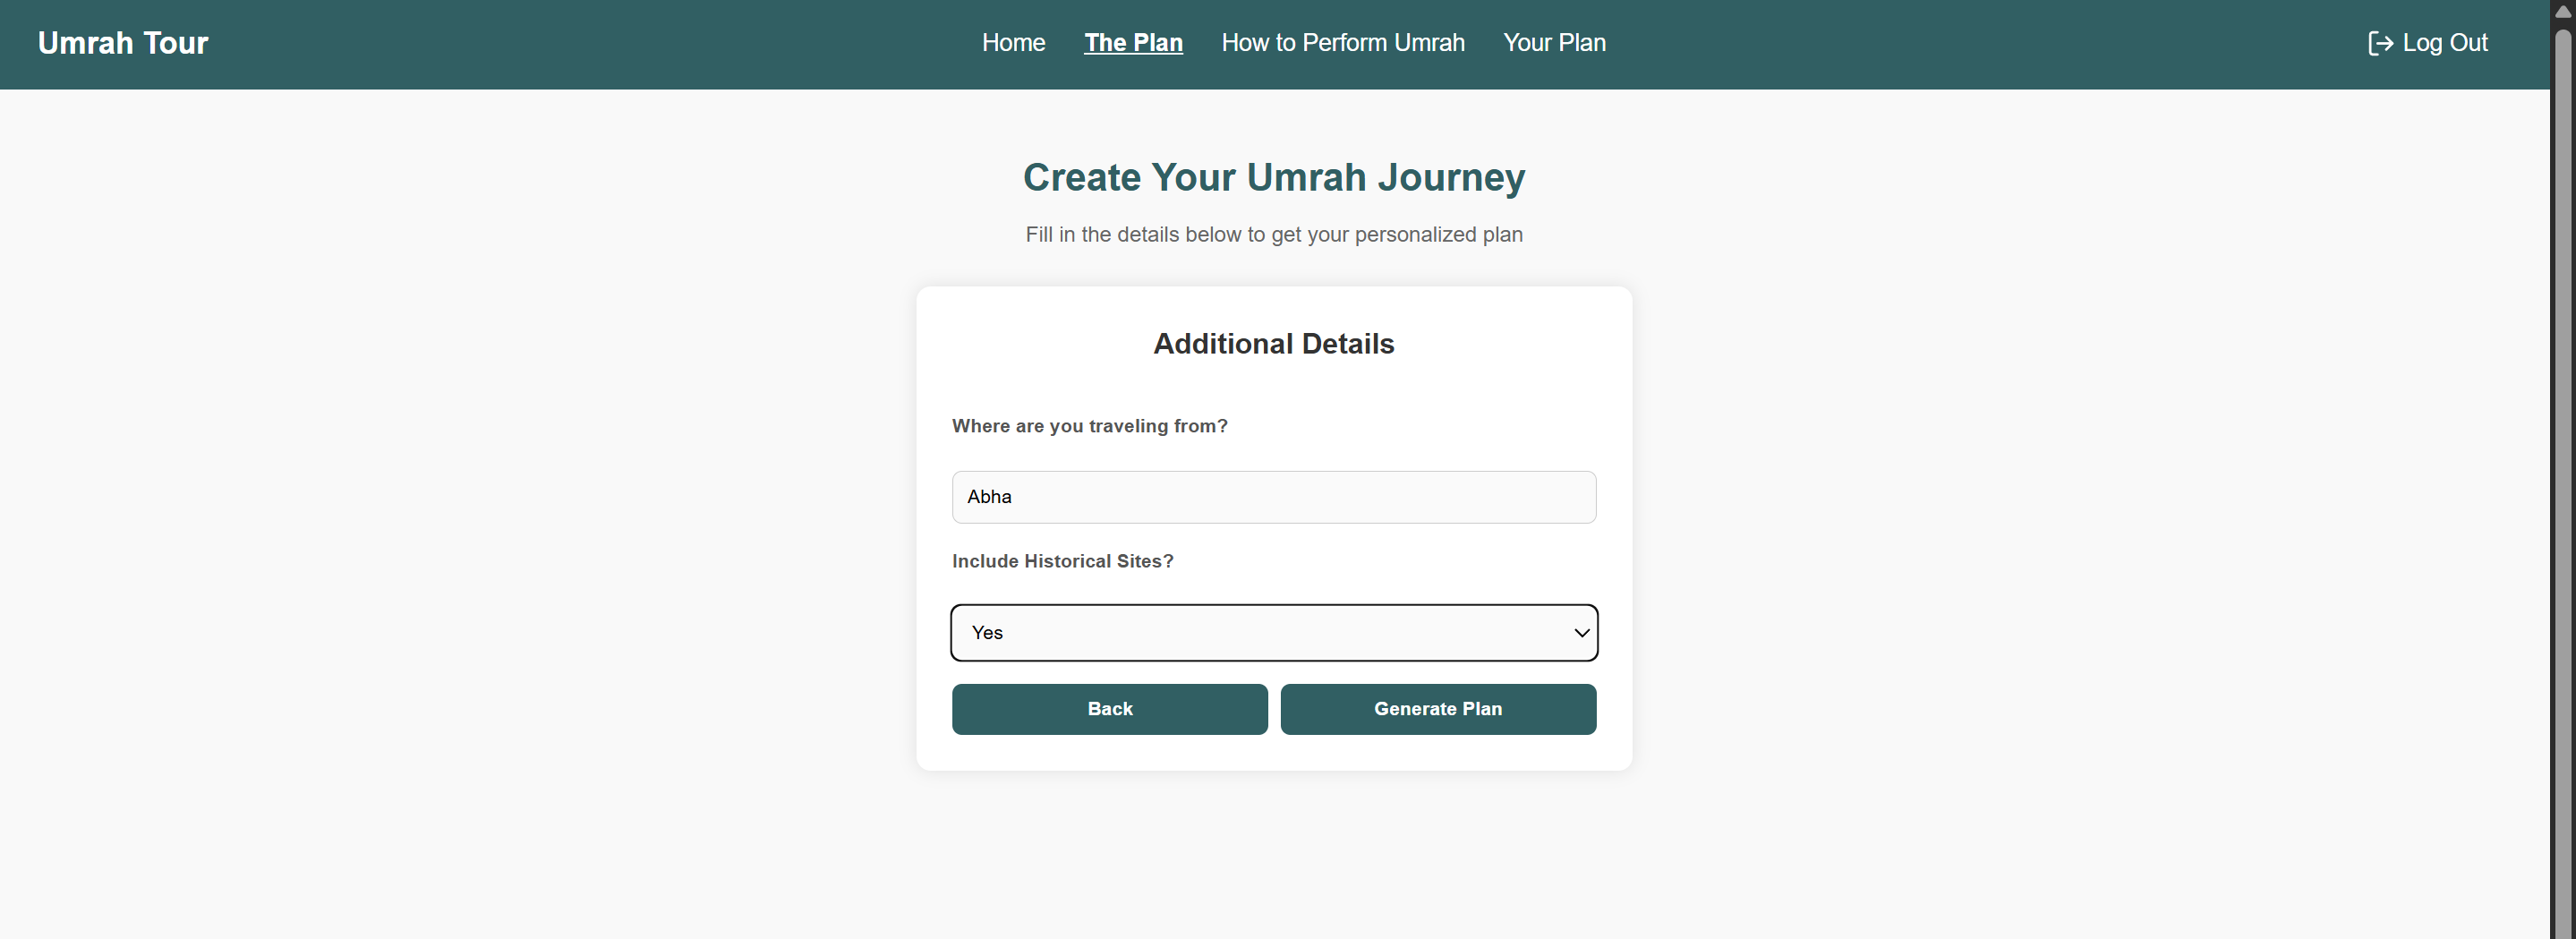 Umrah Tour
Home The Plan How to Perform Umrah Your Plan
Log Out
Create Your Umrah Journey
Fill in the details below to get your personalized plan
Additional Details
Where are you traveling from?
Abha
Include Historical Sites?
Yes
Back Generate Plan